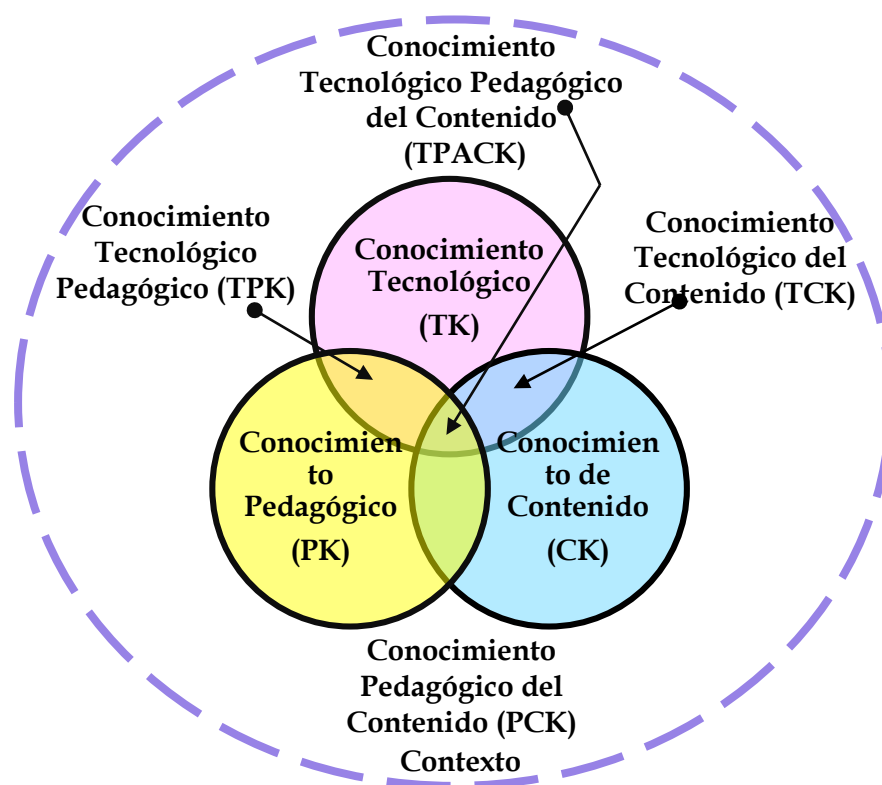 Conocimiento
Tecnológico Pedagógico
del Contenido
(TPACK)
Conocimiento
Tecnológico
Pedagógico (TPK)
Conocimiento
Tecnológico
(TK)
Conocimiento
Tecnológico del
Contenido (TCK)
Conocimien
to
Pedagógico
(PK)
Conocimien
to de
Contenido
(CK)
Conocimiento
Pedagógico del
Contenido (PCK)
Contexto